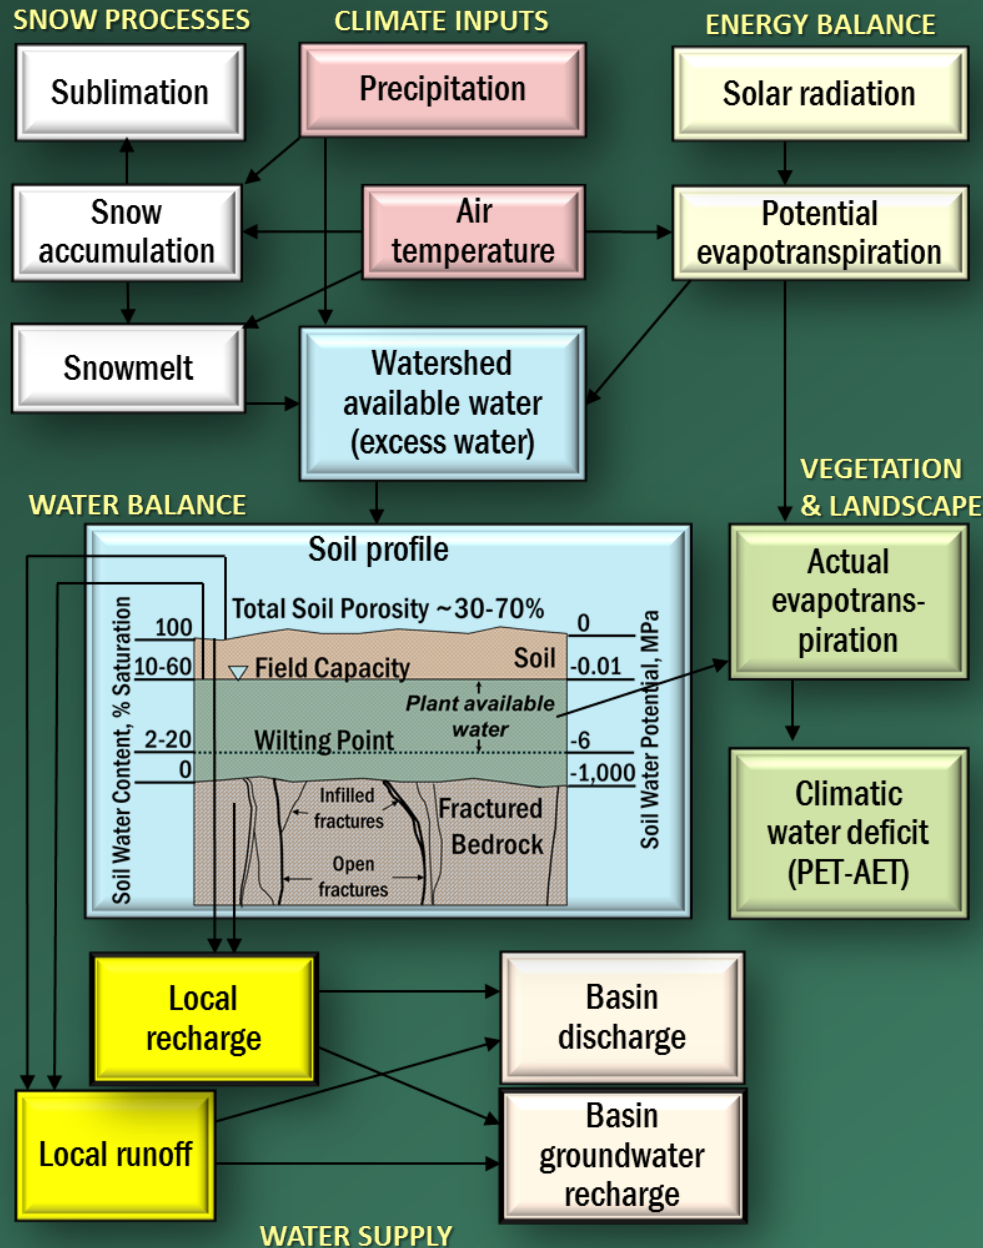 SNOW PROCESSES
CLIMATE INPUTS
ENERGY BALANCE
Sublimation
Precipitation
Solar radiation
Snow
accumulation
Air
temperature
Potential
evapotranspiration
Snowmelt
Watershed
available water
(excess water)
VEGETATION
& LANDSCAPE
WATER BALANCE
Soil profile
Total Soil Porosity ~30-70%
Soil Water Content, % Saturation
100
10-60
2-20
0
Field Capacity
Soil
Plant available
water
Wilting Point
Infilled
fractures
Fractured
Bedrock
Open
fractures
0
-0.01
-6
-1,000
Soil Water Potential, MPa
Actual
evapotrans-
piration
Climatic
water deficit
(PET-AET)
Local
recharge
Basin
discharge
Local runoff
Basin
groundwater
recharge
WATER SUPPLY